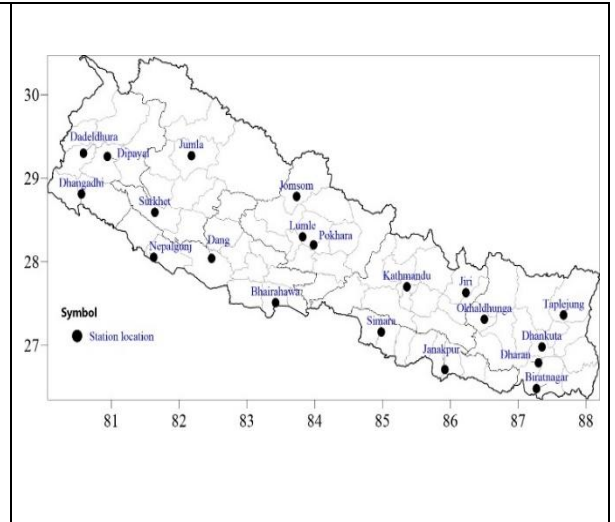 30
Dadeldhura
Dipayal
Jumla
29
Dhangadhi
Surkhet
Jomsom
Lumle
Pokhara
28
Nepalgunj
Dang
Kathmandu
Jiri
Bhairahawa
Okhaldhunga
Taplejung
Symbol
Simara
Station location
27
Dhankuta
Janakpur
Dharan
Biratnagar
81 82 83 84 85 86 87 88